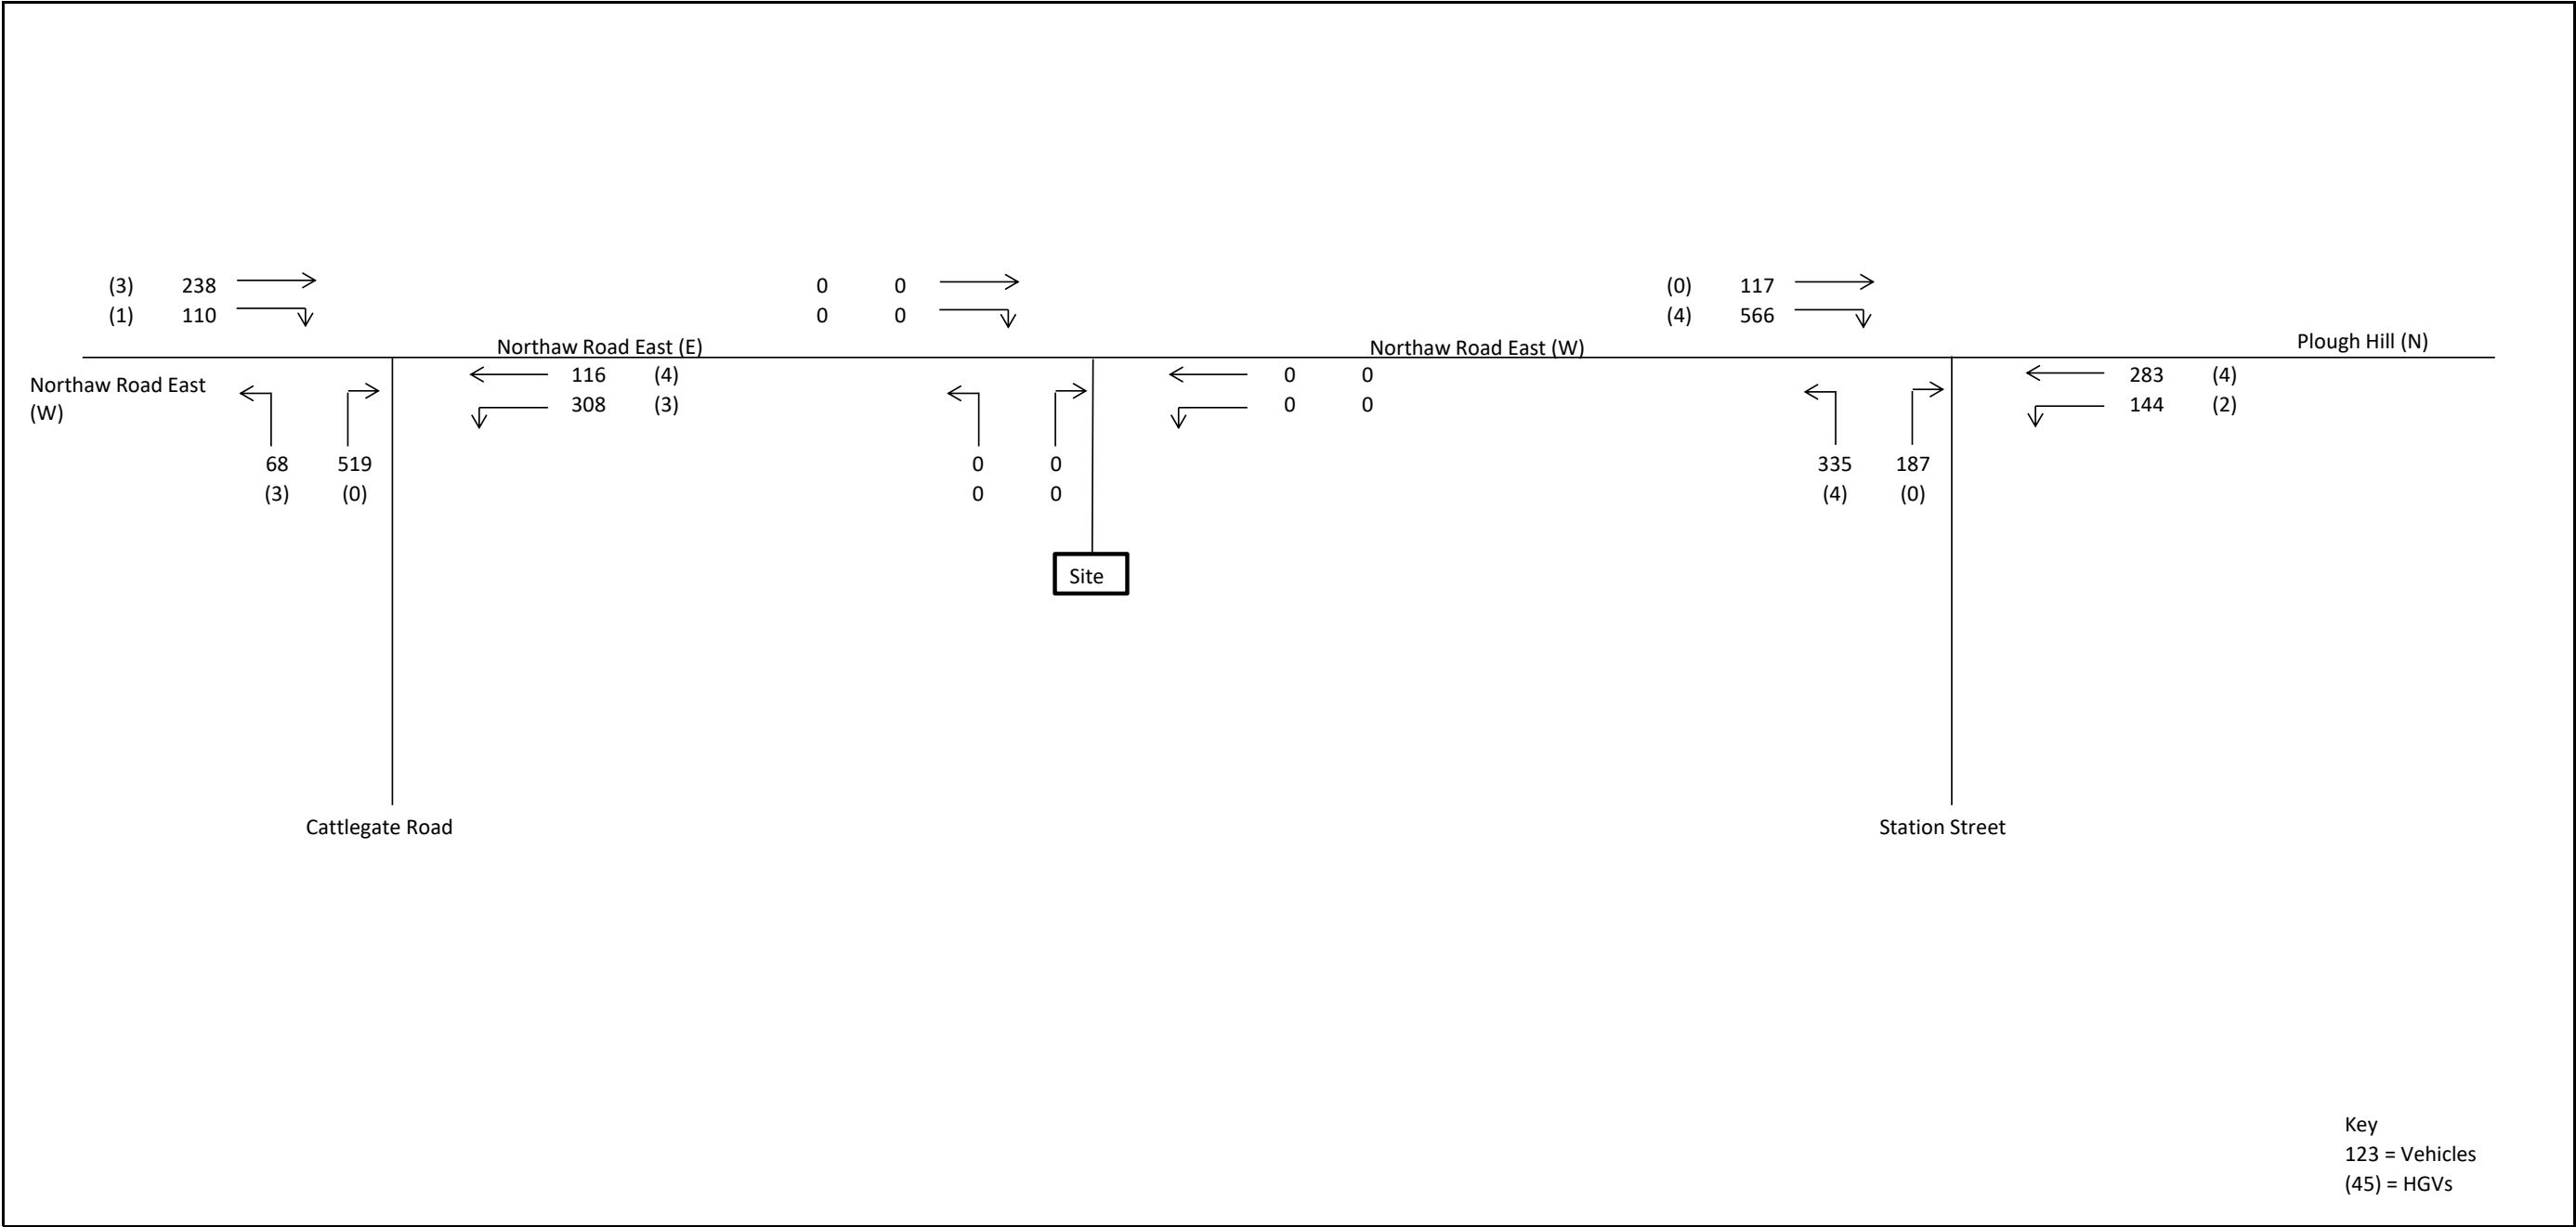 (3) 238
(1) 110
0 0
0 0
(0) 117
(4) 566
Northaw Road East (E)
Northaw Road East (W)
Plough Hill (N)
Northaw Road East
(W)
116 (4)
308 (3)
0 0
0 0
283 (4)
144 (2)
68 519
(3) (0)
0 0
0 0
335 187
(4) (0)
Site
Cattlegate Road
Station Street
Key
123 = Vehicles
(45) = HGVs